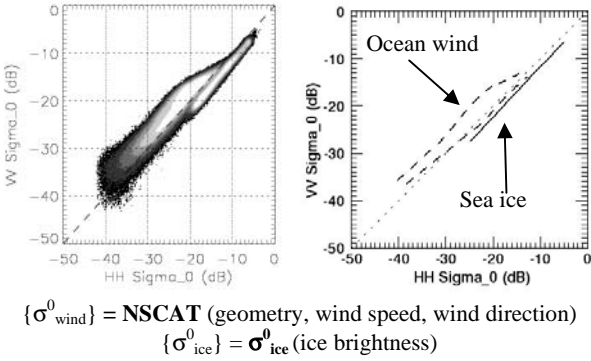 0
-10
-20
-30
-40
-50
VV Sigma_0 (dB)
-50 -40 -30 -20 -10 0
HH Sigma_0 (dB)
0
-10
-20
-30
-40
-50
VV Sigma_0 (dB)
Ocean wind
Sea ice
-50 -40 -30 -20 -10 0
HH Sigma_0 (dB)
{σ⁰wind} = NSCAT (geometry, wind speed, wind direction)
{σ⁰ice} = σ⁰ice (ice brightness)